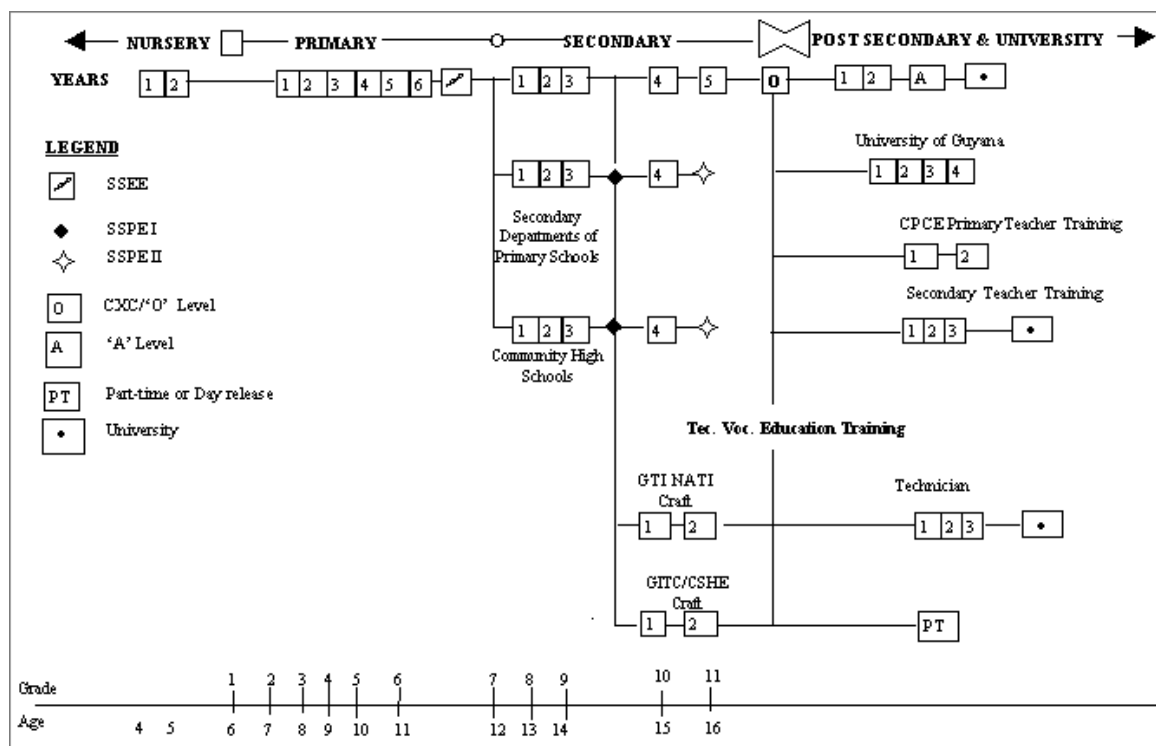 NURSERY PRIMARY SECONDARY POST SECONDARY & UNIVERSITY
YEARS 1 2 1 2 3 4 5 6 1 2 3 4 5 O 1 2 A
LEGEND
SSEE
SSPE I
SSPE II
O CXC/'O' Level
A 'A' Level
PT Part-time or Day release
University
1 2 3 4
Secondary
Departments of
Primary Schools
1 2 3 4
Community High
Schools
University of Guyana
1 2 3 4
CPCE Primary Teacher Training
1 2
Secondary Teacher Training
1 2 3
Tec. Voc. Education Training
GTI NATI
Craft
1 2
Technician
1 2 3
GITC/CSHE
Craft
1 2
PT
Grade 1 2 3 4 5 6 7 8 9 10 11
Age 4 5 6 7 8 9 10 11 12 13 14 15 16